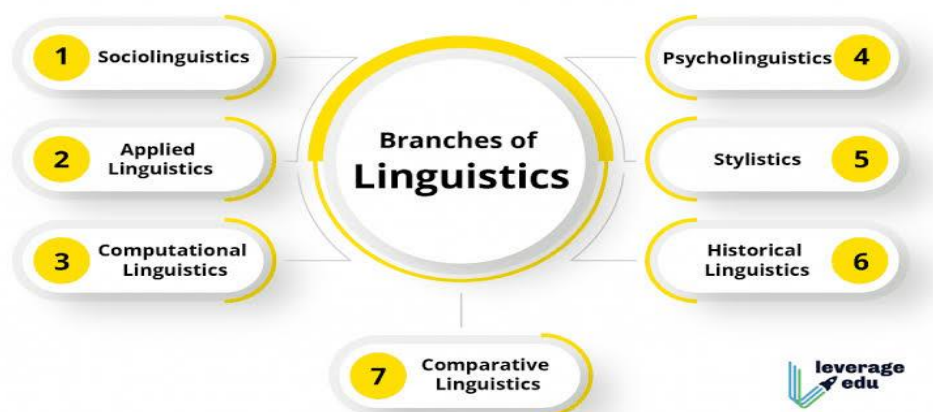 Branches of
Linguistics
1 Sociolinguistics
2 Applied
Linguistics
3 Computational
Linguistics
Psycholinguistics 4
Stylistics 5
Historical
Linguistics 6
7 Comparative
Linguistics
leverage
edu